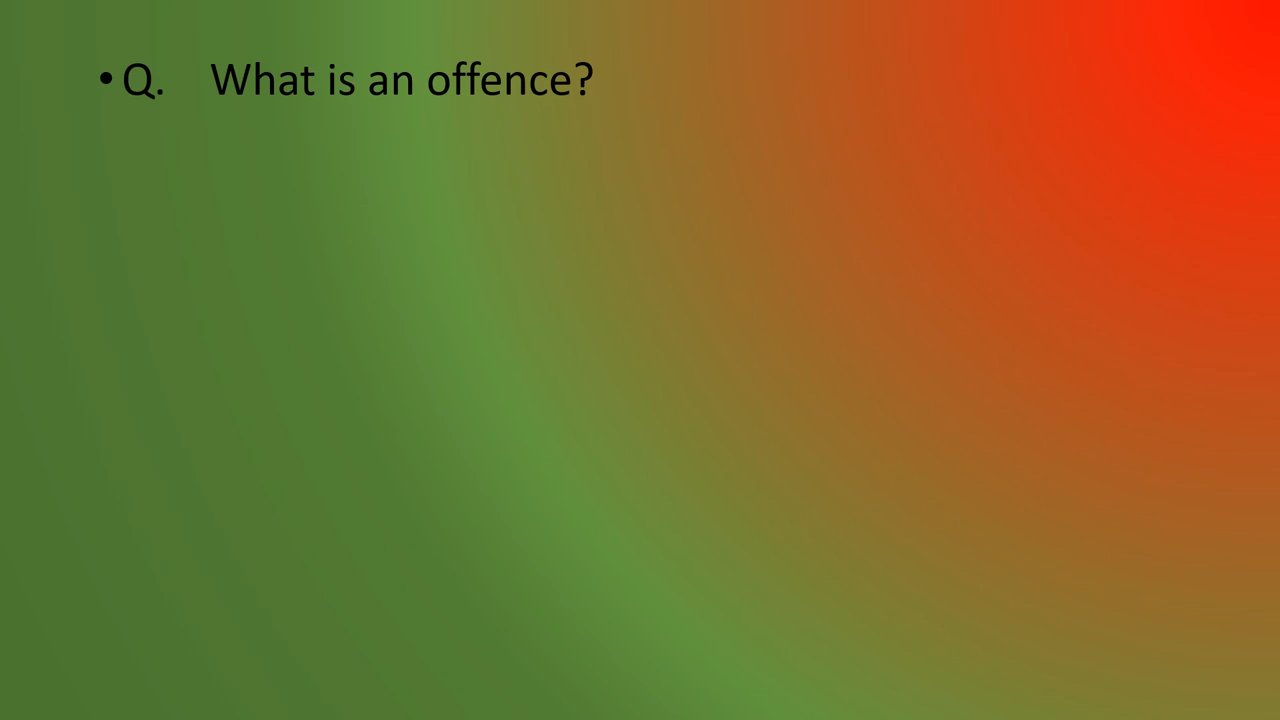 • Q. What is an offence?